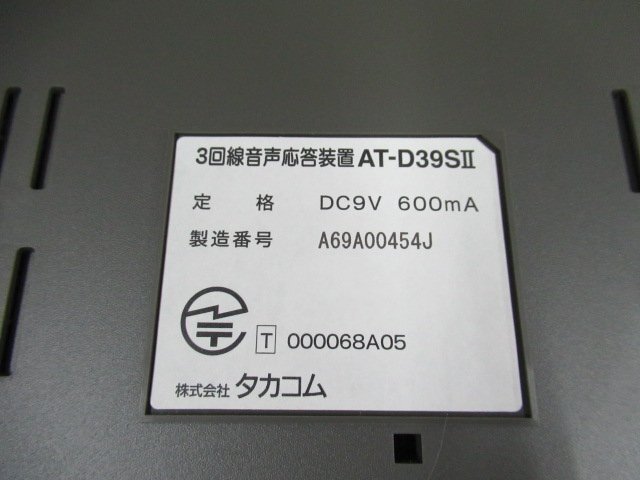 3回線音声応答装置 AT-D39SⅡ
定格 DC9V 600mA
製造番号 A69A00454J
T 000068A05
株式会社 タカコム